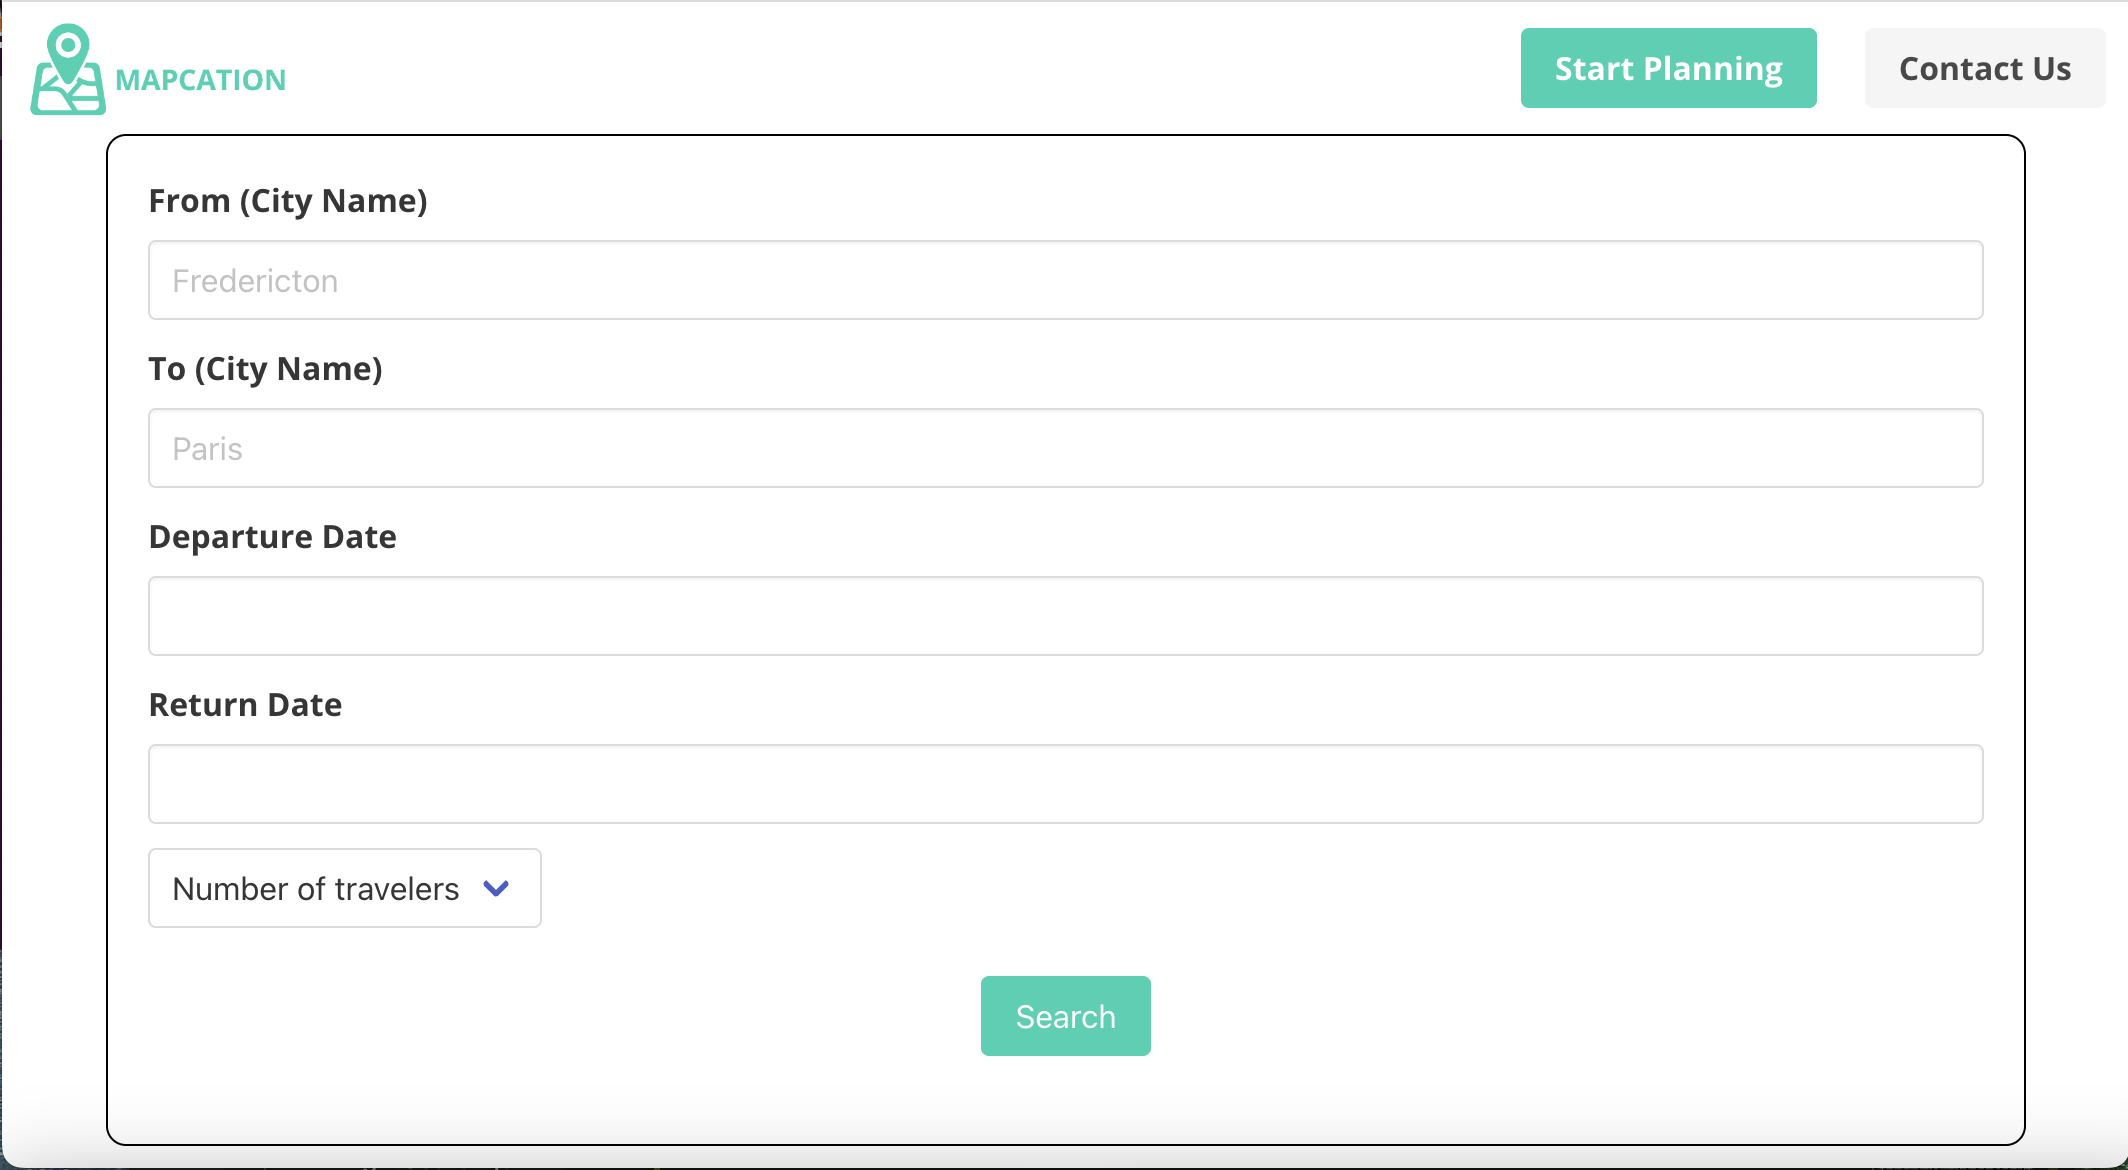 MAPCATION
Start Planning
Contact Us
From (City Name)
Fredericton
To (City Name)
Paris
Departure Date
Return Date
Number of travelers
Search